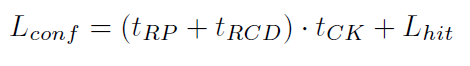 L_{conf} = (t_{RP} + t_{RCD}) · t_{CK} + L_{hit}